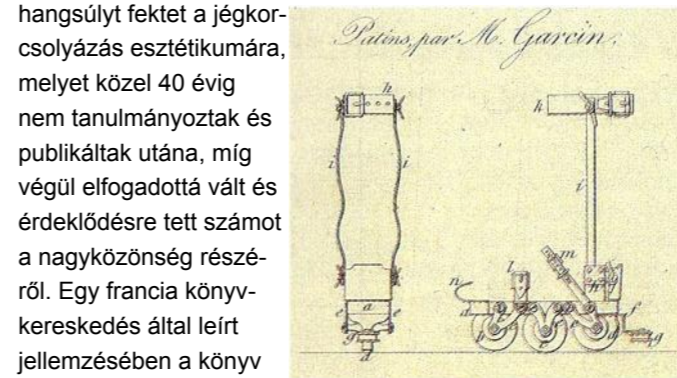 hangsúlyt fektet a jégkor-
csolyázás esztétikumára,
melyet közel 40 évig
nem tanulmányoztak és
publikáltak utána, míg
végül elfogadottá vált és
érdeklődésre tett számot
a nagyközönség részé-
ről. Egy francia könyv-
kereskedés által leírt
jellemzésében a könyv
Patins, par M. Garcin.
h
h
i
i
i
l
m
n
a
e
e
g
d
f
g